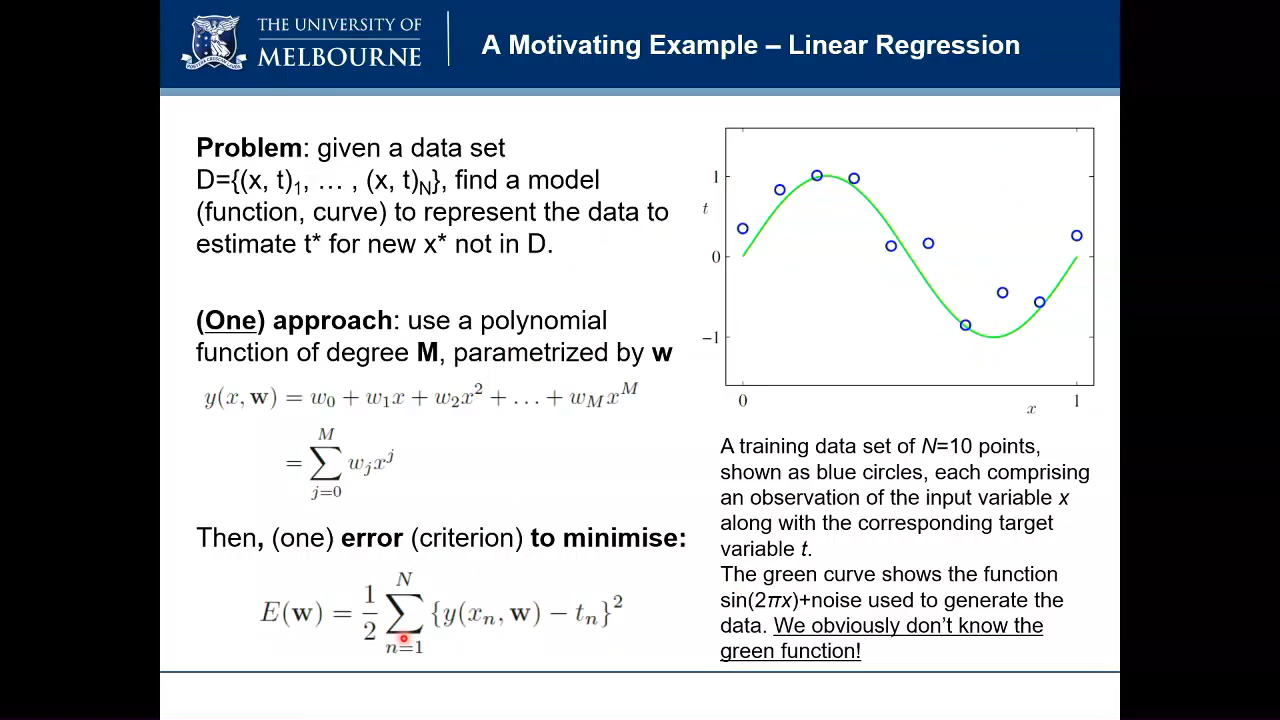 THE UNIVERSITY OF
MELBOURNE
A Motivating Example – Linear Regression
Problem: given a data set
D={(x, t)₁, … , (x, t)N}, find a model
(function, curve) to represent the data to
estimate t* for new x* not in D.
(One) approach: use a polynomial
function of degree M, parametrized by w
y(x, w) = w₀ + w₁x + w₂x² + . . . + w_M x^M
= ∑_{j=0}^{M} w_j x^j
Then, (one) error (criterion) to minimise:
E(w) = 1/2 ∑_{n=1}^{N} {y(x_n, w) − t_n}²
1
t
0
−1
0
x
1
A training data set of N=10 points,
shown as blue circles, each comprising
an observation of the input variable x
along with the corresponding target
variable t.
The green curve shows the function
sin(2πx)+noise used to generate the
data. We obviously don’t know the
green function!